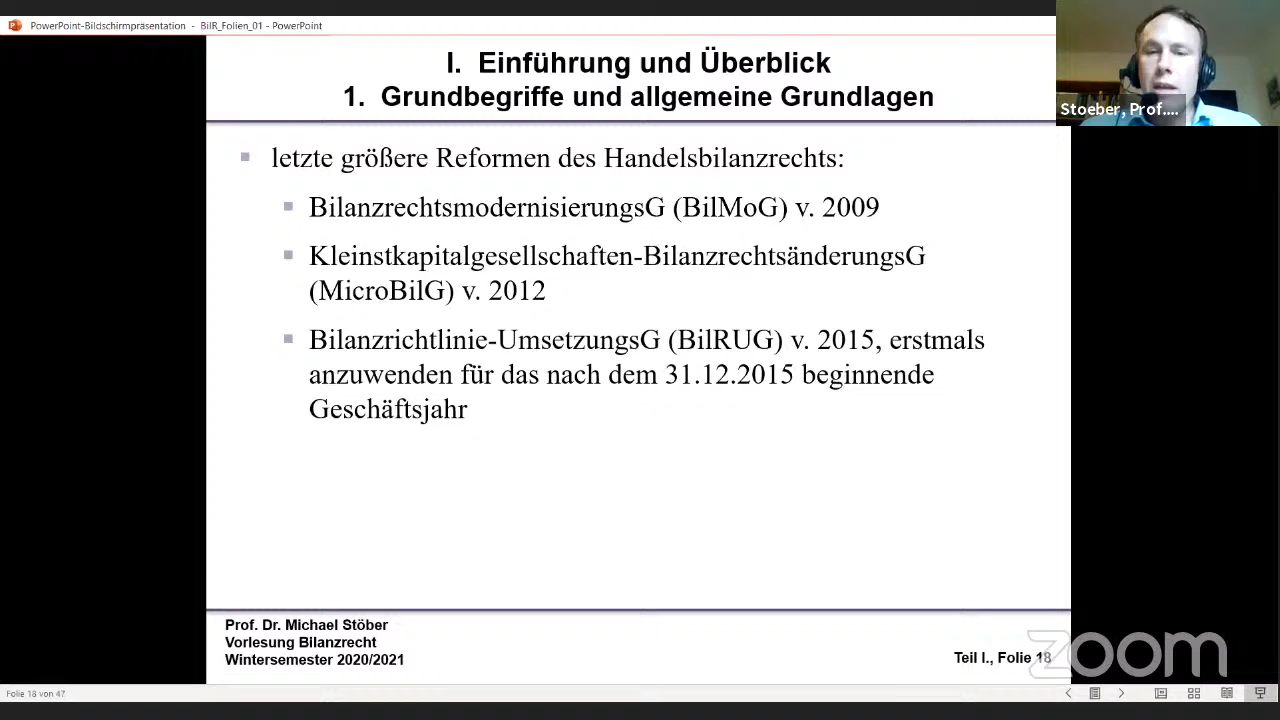 PowerPoint-Bildschirmpräsentation - BilR_Folien_01 - PowerPoint
Stoeber, Prof....
I. Einführung und Überblick
1. Grundbegriffe und allgemeine Grundlagen
letzte größere Reformen des Handelsbilanzrechts:
BilanzrechtsmodernisierungsG (BilMoG) v. 2009
Kleinstkapitalgesellschaften-BilanzrechtsänderungsG
(MicroBilG) v. 2012
Bilanzrichtlinie-UmsetzungsG (BilRUG) v. 2015, erstmals
anzuwenden für das nach dem 31.12.2015 beginnende
Geschäftsjahr
Prof. Dr. Michael Stöber
Vorlesung Bilanzrecht
Wintersemester 2020/2021
Teil I., Folie 18
zoom
Folie 18 von 47